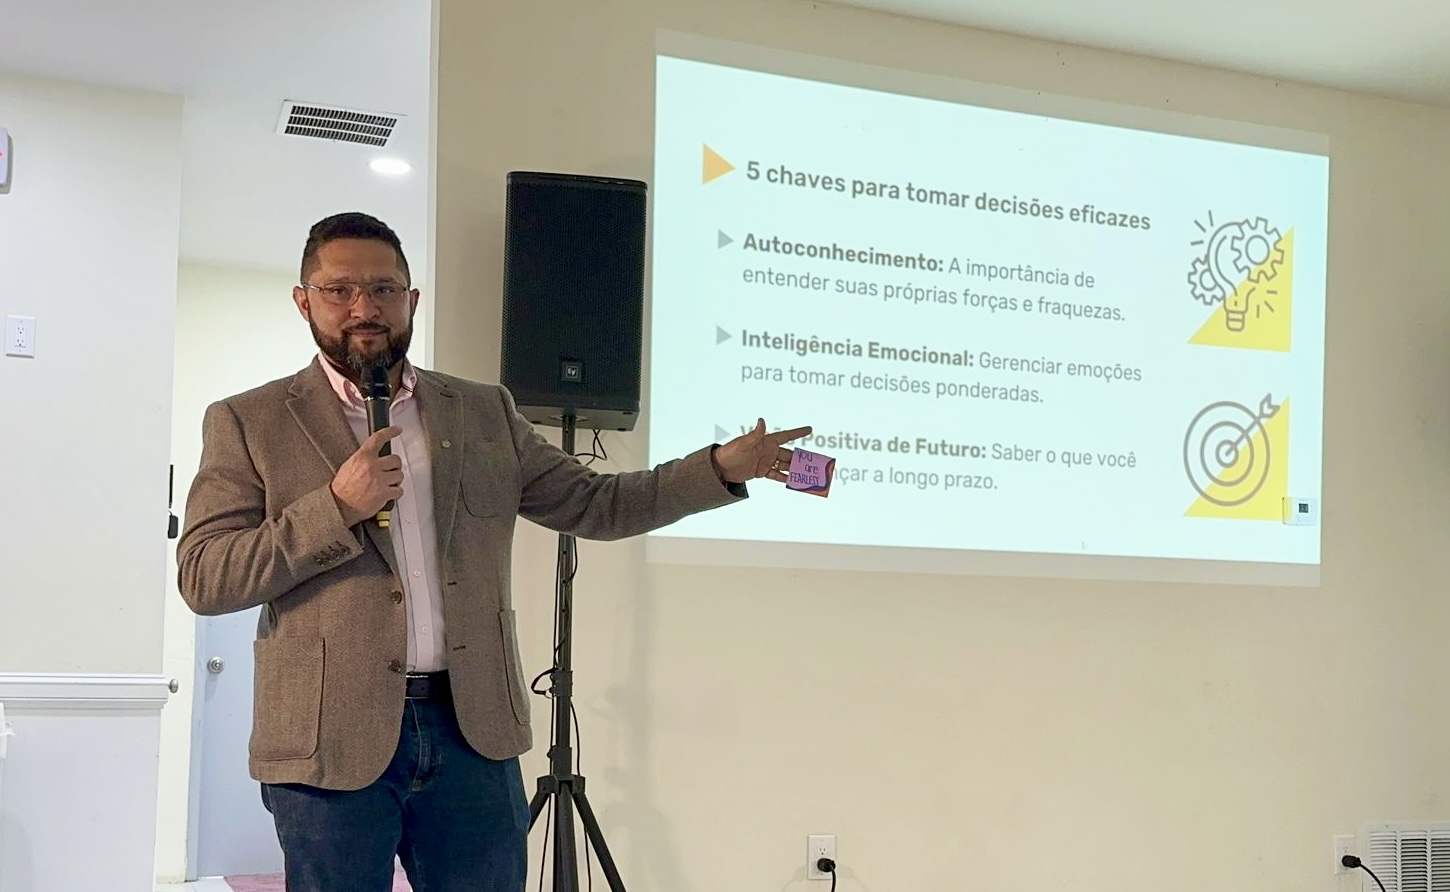 5 chaves para tomar decisões eficazes
Autoconhecimento: A importância de
entender suas próprias forças e fraquezas.
Inteligência Emocional: Gerenciar emoções
para tomar decisões ponderadas.
Positiva de Futuro: Saber o que você
a longo prazo.
You
are
FEARLESS
EV